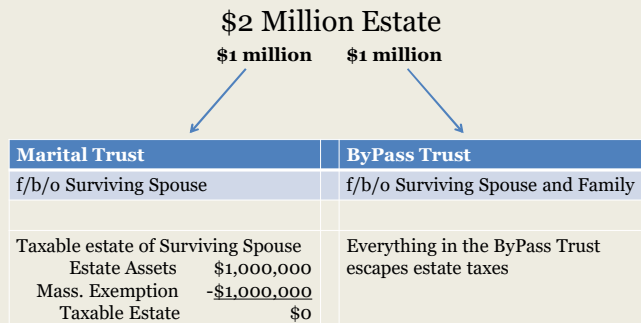 $2 Million Estate
$1 million $1 million
Marital Trust ByPass Trust
f/b/o Surviving Spouse f/b/o Surviving Spouse and Family
Taxable estate of Surviving Spouse Everything in the ByPass Trust
Estate Assets $1,000,000 escapes estate taxes
Mass. Exemption -$1,000,000
Taxable Estate $0